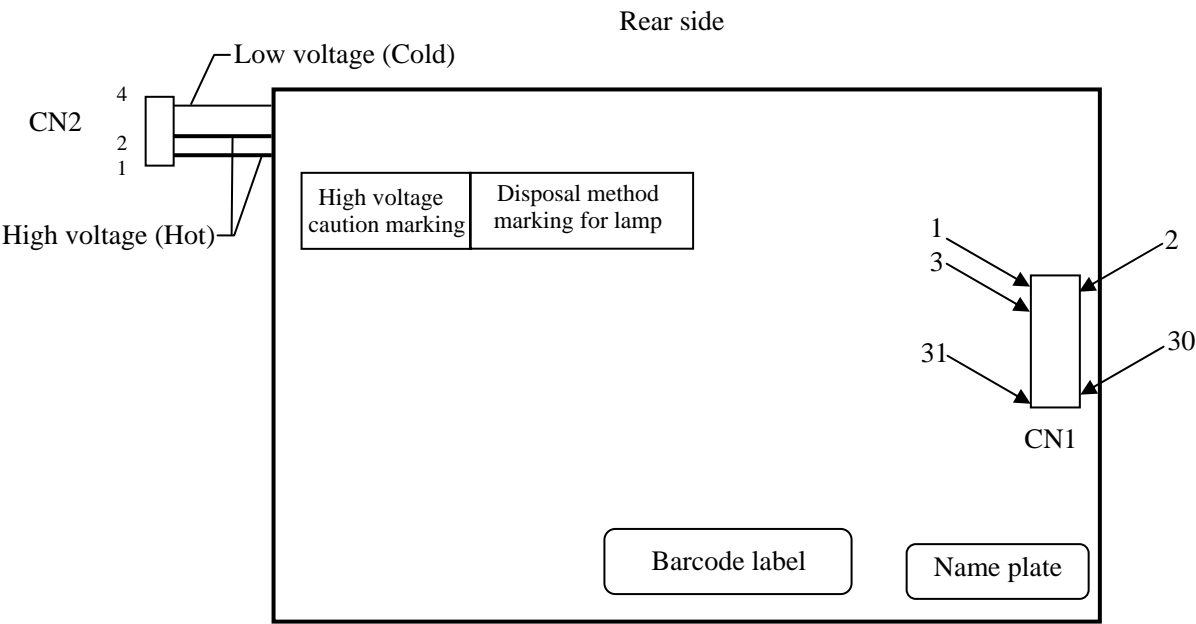 Rear side
Low voltage (Cold)
4
CN2
2
1
High voltage (Hot)
High voltage
caution marking
Disposal method
marking for lamp
1
3
2
31
30
CN1
Barcode label
Name plate